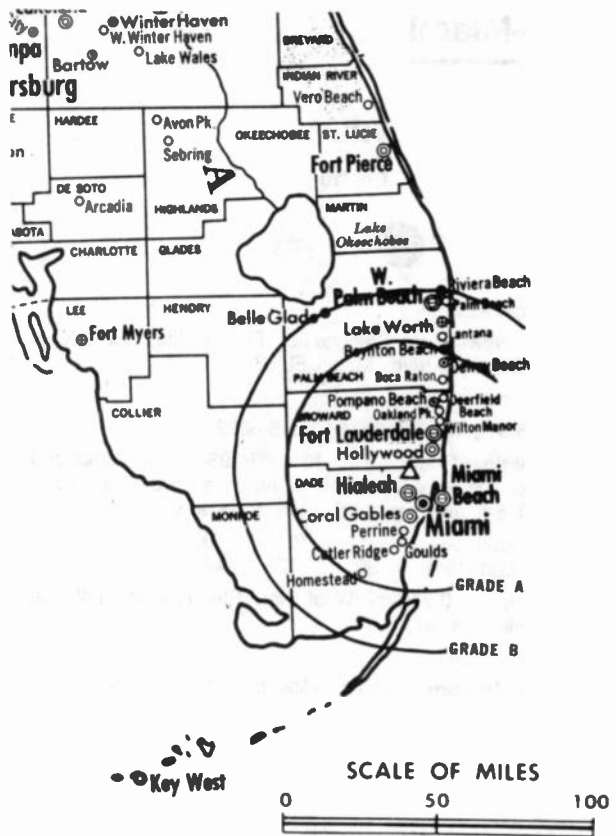 Winter Haven
W. Winter Haven
Bartow
Lake Wales
BREVARD
INDIAN RIVER
Vero Beach
HARDEE
Avon Pk.
OKEECHOBEE
ST. LUCIE
Sebring
Fort Pierce
A
DE SOTO
Arcadia
HIGHLANDS
MARTIN
CHARLOTTE
GLADES
Lake
Okeechobee
W.
Palm Beach
Riviera Beach
Palm Beach
LEE
HENDRY
Belle Glade
Fort Myers
Lake Worth
Lantana
Boynton Beach
Delray Beach
PALM BEACH
Boca Raton
COLLIER
Pompano Beach
Deerfield
Beach
BROWARD
Oakland Pk.
Wilton Manor
Fort Lauderdale
Hollywood
DADE
Hialeah
Miami
Beach
MONROE
Coral Gables
Miami
Perrine
Cutler Ridge
Goulds
Homestead
GRADE A
GRADE B
Key West
SCALE OF MILES
0 50 100